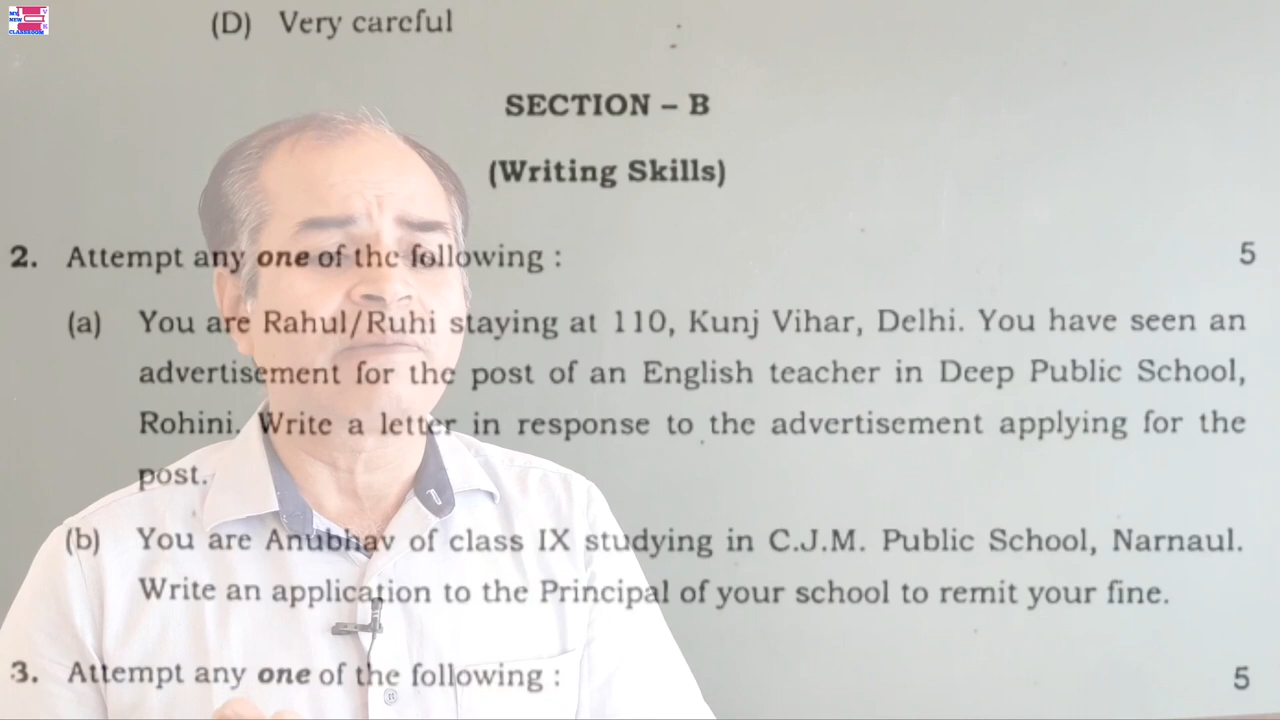 MY
NEW
CLASSROOM
V
K
(D) Very careful
SECTION – B
(Writing Skills)
2. Attempt any one of the following : 5
(a) You are Rahul/Ruhi staying at 110, Kunj Vihar, Delhi. You have seen an
advertisement for the post of an English teacher in Deep Public School,
Rohini. Write a letter in response to the advertisement applying for the
post.
(b) You are Anubhav of class IX studying in C.J.M. Public School, Narnaul.
Write an application to the Principal of your school to remit your fine.
3. Attempt any one of the following : 5